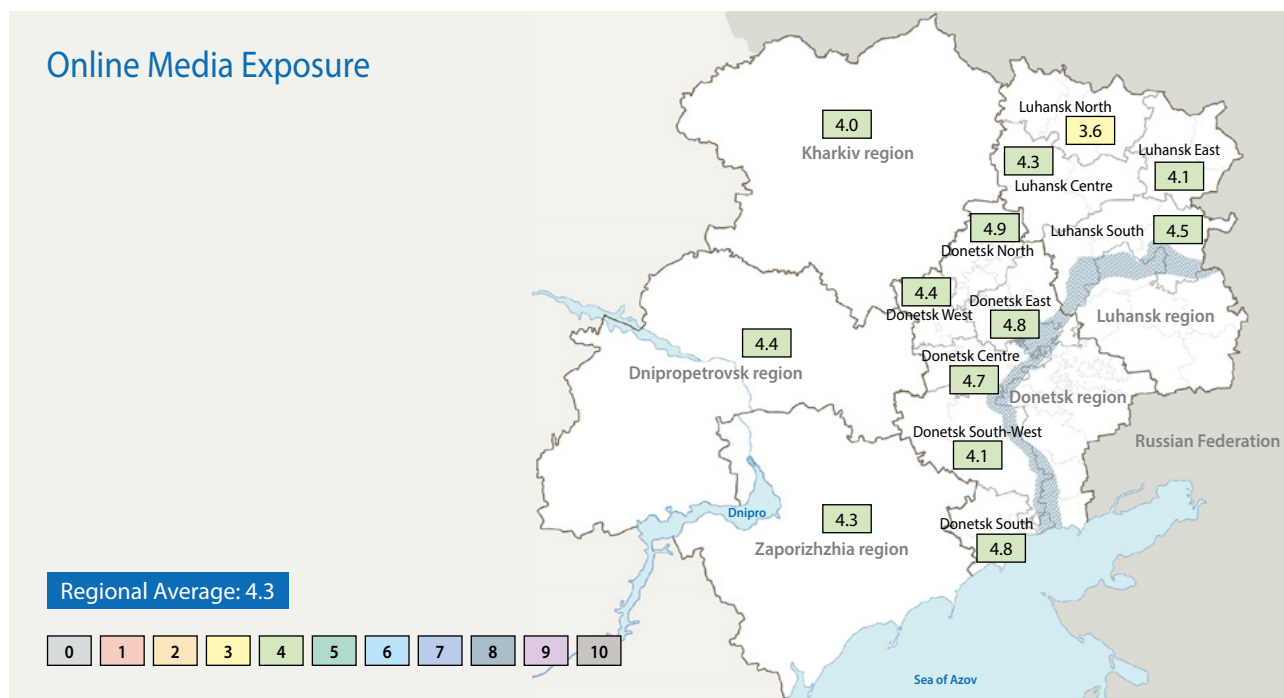 Online Media Exposure
Luhansk North
3.6
4.0
Kharkiv region
Luhansk East
4.1
4.3
Luhansk Centre
4.9
Donetsk North
Luhansk South
4.5
4.4
Donetsk West
Donetsk East
4.8
Luhansk region
4.4
Dnipropetrovsk region
Donetsk Centre
4.7
Donetsk region
Donetsk South-West
4.1
Russian Federation
Dnipro
4.3
Zaporizhzhia region
Donetsk South
4.8
Regional Average: 4.3
0 1 2 3 4 5 6 7 8 9 10
Sea of Azov